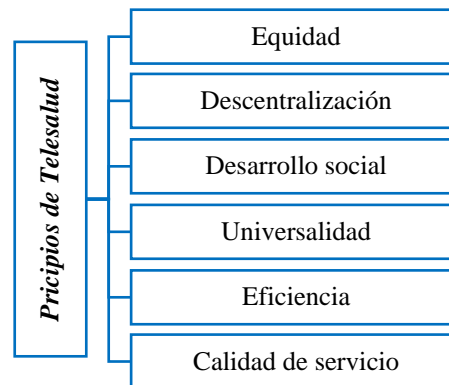 Pricipios de Telesalud
Equidad
Descentralización
Desarrollo social
Universalidad
Eficiencia
Calidad de servicio